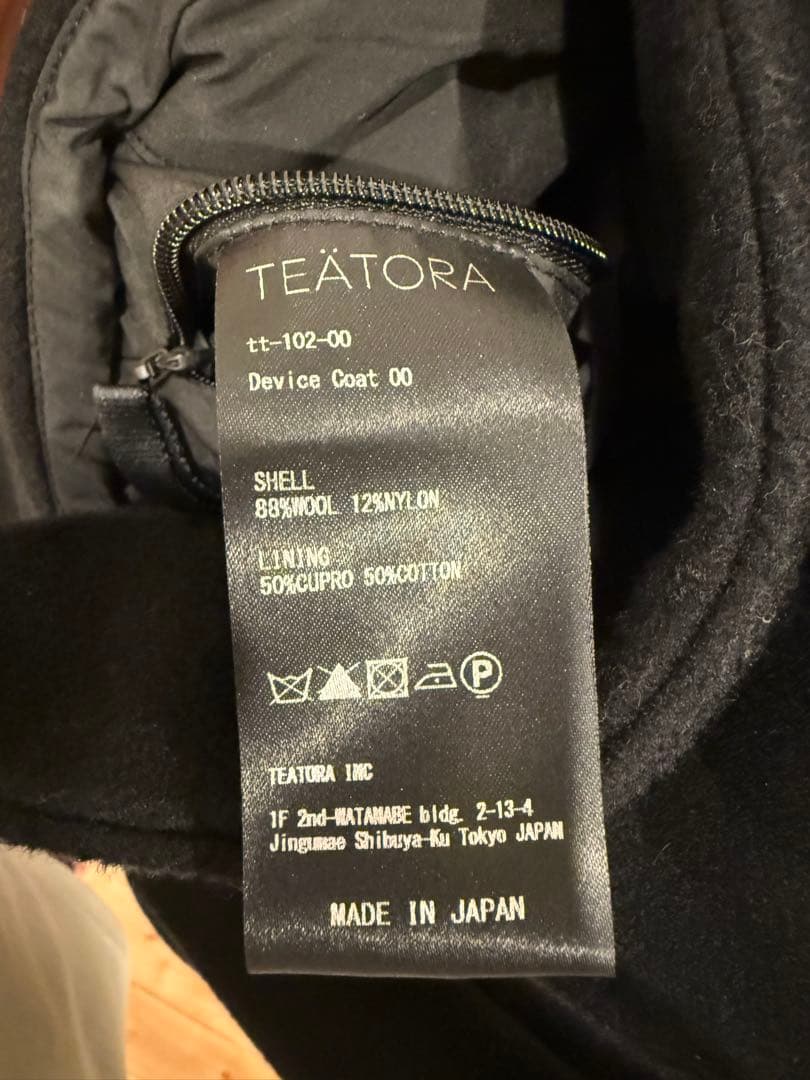 TEÄTORA
tt-102-00
Device Coat 00
SHELL
88%WOOL 12%NYLON
LINING
50%CUPRO 50%COTTON
P
TEATORA INC
1F 2nd-WATANABE bldg. 2-13-4
Jingumae Shibuya-Ku Tokyo JAPAN
MADE IN JAPAN